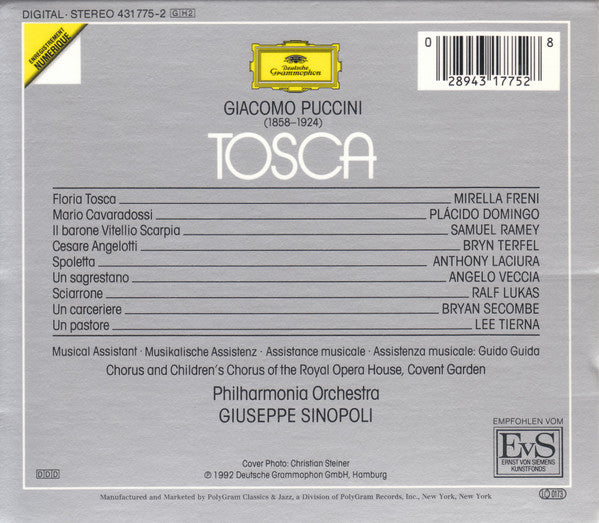 DIGITAL · STEREO 431 775-2 GH2
ENREGISTREMENT
NUMÉRIQUE
0 28943 17752 8
Deutsche
Grammophon
GIACOMO PUCCINI
(1858–1924)
TOSCA
Floria Tosca MIRELLA FRENI
Mario Cavaradossi PLÁCIDO DOMINGO
Il barone Vitellio Scarpia SAMUEL RAMEY
Cesare Angelotti BRYN TERFEL
Spoletta ANTHONY LACIURA
Un sagrestano ANGELO VECCIA
Sciarrone RALF LUKAS
Un carceriere BRYAN SECOMBE
Un pastore LEE TIERNA
Musical Assistant · Musikalische Assistenz · Assistance musicale · Assistenza musicale: Guido Guida
Chorus and Children's Chorus of the Royal Opera House, Covent Garden
Philharmonia Orchestra
GIUSEPPE SINOPOLI
EMPFOHLEN VOM
EvS
ERNST VON SIEMENS
KUNSTFONDS
Cover Photo: Christian Steiner
DDD
℗ 1992 Deutsche Grammophon GmbH, Hamburg
Manufactured and Marketed by PolyGram Classics & Jazz, a Division of PolyGram Records, Inc., New York, New York